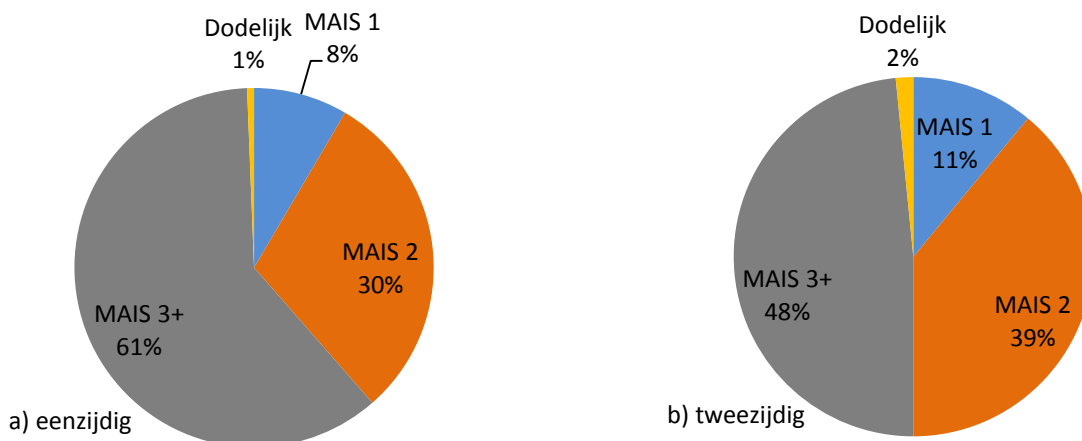 Dodelijk
1%
MAIS 1
8%
MAIS 2
30%
MAIS 3+
61%
a) eenzijdig
Dodelijk
2%
MAIS 1
11%
MAIS 2
39%
MAIS 3+
48%
b) tweezijdig